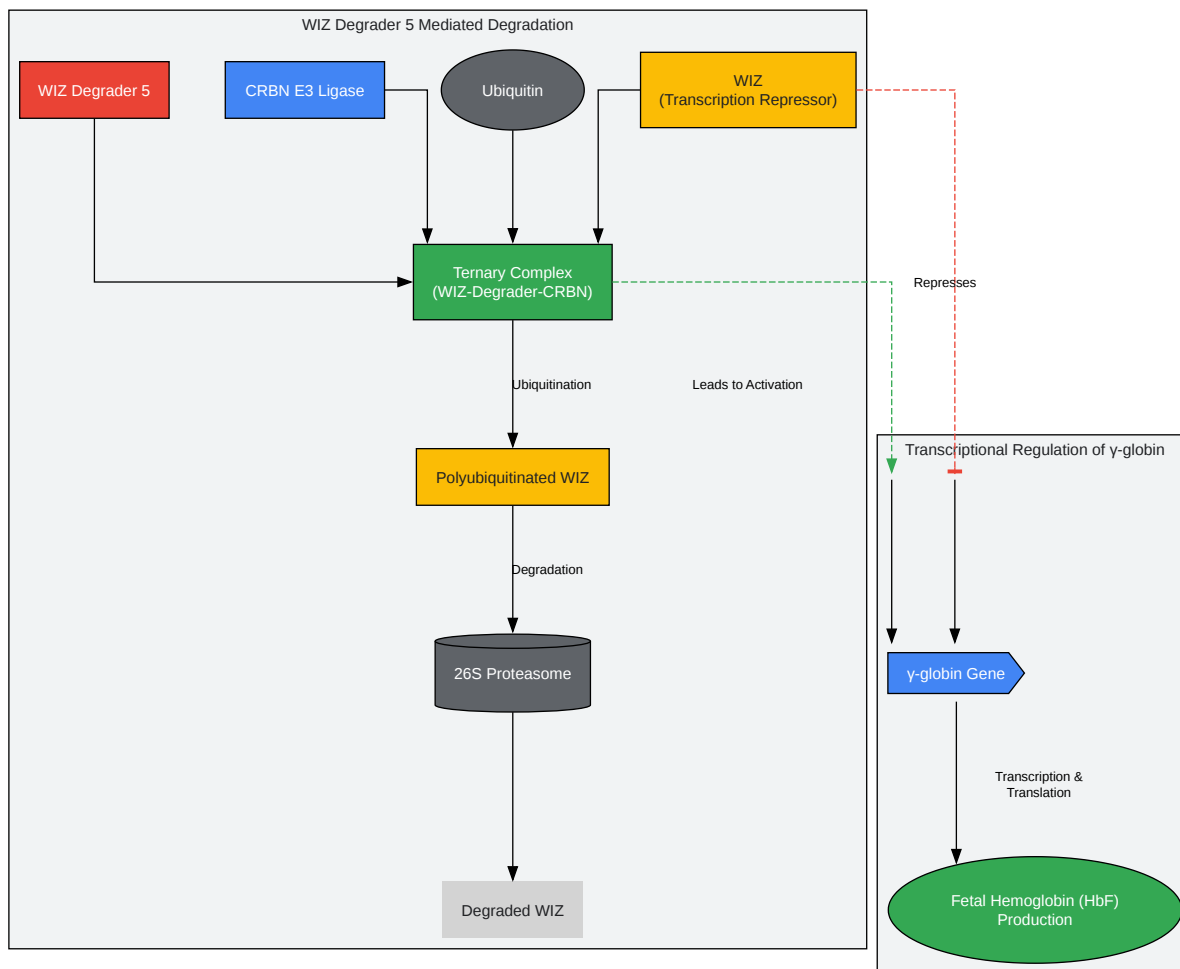 WIZ Degrader 5 Mediated Degradation
WIZ Degrader 5
CRBN E3 Ligase
Ubiquitin
WIZ
(Transcription Repressor)
Ternary Complex
(WIZ-Degrader-CRBN)
Represses
Ubiquitination
Leads to Activation
Transcriptional Regulation of γ-globin
Polyubiquitinated WIZ
Degradation
26S Proteasome
γ-globin Gene
Transcription &
Translation
Degraded WIZ
Fetal Hemoglobin (HbF)
Production